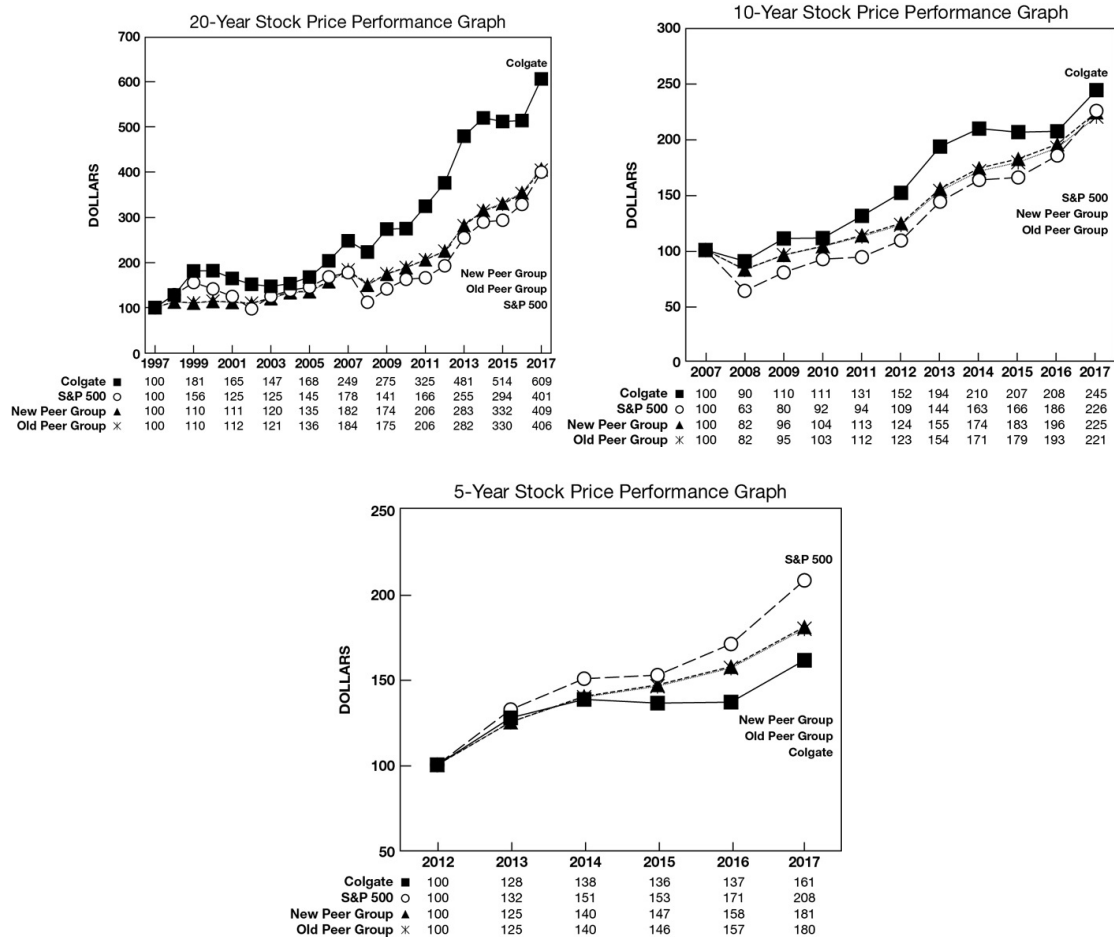 20-Year Stock Price Performance Graph
700
600
500
400
300
200
100
0
DOLLARS
Colgate
New Peer Group
Old Peer Group
S&P 500
1997 1999 2001 2003 2005 2007 2009 2011 2013 2015 2017
Colgate 100 181 165 147 168 249 275 325 481 514 609
S&P 500 100 156 125 125 145 178 141 166 255 294 401
New Peer Group 100 110 111 120 135 182 174 206 283 332 409
Old Peer Group 100 110 112 121 136 184 175 206 282 330 406
10-Year Stock Price Performance Graph
300
250
200
150
100
50
0
DOLLARS
Colgate
S&P 500
New Peer Group
Old Peer Group
2007 2008 2009 2010 2011 2012 2013 2014 2015 2016 2017
Colgate 100 90 110 111 131 152 194 210 207 208 245
S&P 500 100 63 80 92 94 109 144 163 166 186 226
New Peer Group 100 82 96 104 113 124 155 174 183 196 225
Old Peer Group 100 82 95 103 112 123 154 171 179 193 221
5-Year Stock Price Performance Graph
250
200
150
100
50
DOLLARS
S&P 500
New Peer Group
Old Peer Group
Colgate
2012 2013 2014 2015 2016 2017
Colgate 100 128 138 136 137 161
S&P 500 100 132 151 153 171 208
New Peer Group 100 125 140 147 158 181
Old Peer Group 100 125 140 146 157 180